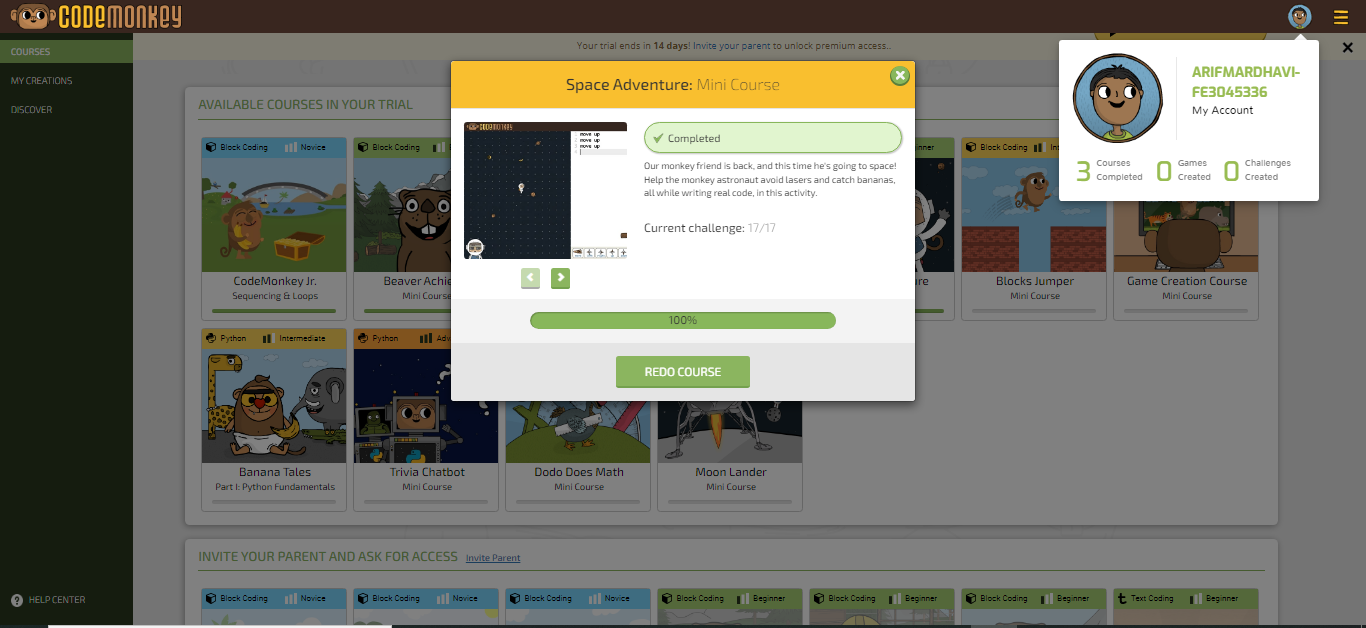 CODEMONKEY
COURSES
MY CREATIONS
DISCOVER
HELP CENTER
Your trial ends in 14 days! Invite your parent to unlock premium access..
ARIFMARDHAVI-
FE3045336
My Account
3 Courses Completed
0 Games Created
0 Challenges Created
AVAILABLE COURSES IN YOUR TRIAL
Space Adventure: Mini Course
CODEMONKEY
move up
move up
move up
Completed
Our monkey friend is back, and this time he's going to space!
Help the monkey astronaut avoid lasers and catch bananas,
all while writing real code, in this activity.
Current challenge: 17/17
100%
REDO COURSE
Block Coding Novice
CodeMonkey Jr.
Sequencing & Loops
Block Coding
Beaver Achie
Mini Course
Block Coding Int
Blocks Jumper
Mini Course
Game Creation Course
Mini Course
Python Intermediate
Banana Tales
Part I: Python Fundamentals
Python Adv
Trivia Chatbot
Mini Course
Dodo Does Math
Mini Course
Moon Lander
Mini Course
INVITE YOUR PARENT AND ASK FOR ACCESS Invite Parent
Block Coding Novice
Block Coding Novice
Block Coding Novice
Block Coding Beginner
Block Coding Beginner
Block Coding Beginner
Text Coding Beginner